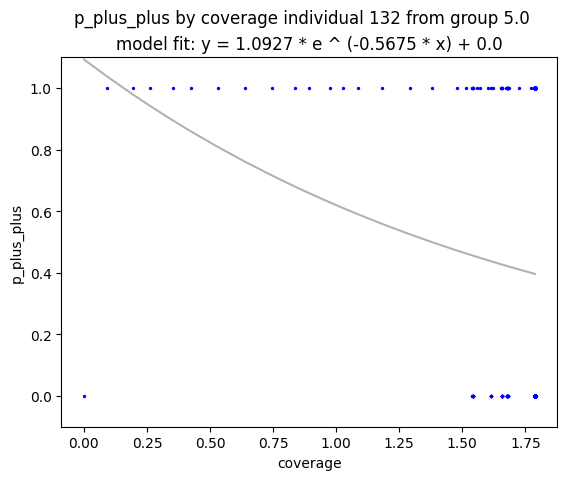 p_plus_plus by coverage individual 132 from group 5.0
model fit: y = 1.0927 * e ^ (-0.5675 * x) + 0.0
1.0
0.8
0.6
0.4
0.2
0.0
p_plus_plus
0.00 0.25 0.50 0.75 1.00 1.25 1.50 1.75
coverage